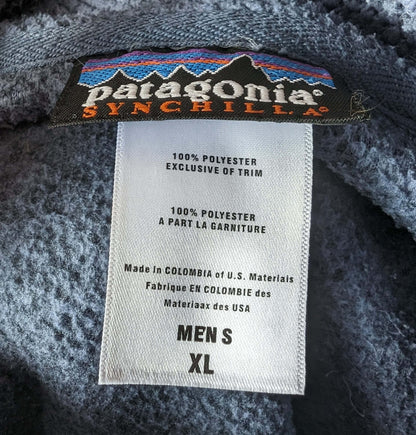 patagonia®
SYNCHILLA®
100% POLYESTER
EXCLUSIVE OF TRIM
100% POLYESTER
A PART LA GARNITURE
Made in COLOMBIA of U.S. Materiais
Fabrique EN COLOMBIE des
Materiaax des USA
MEN S
XL